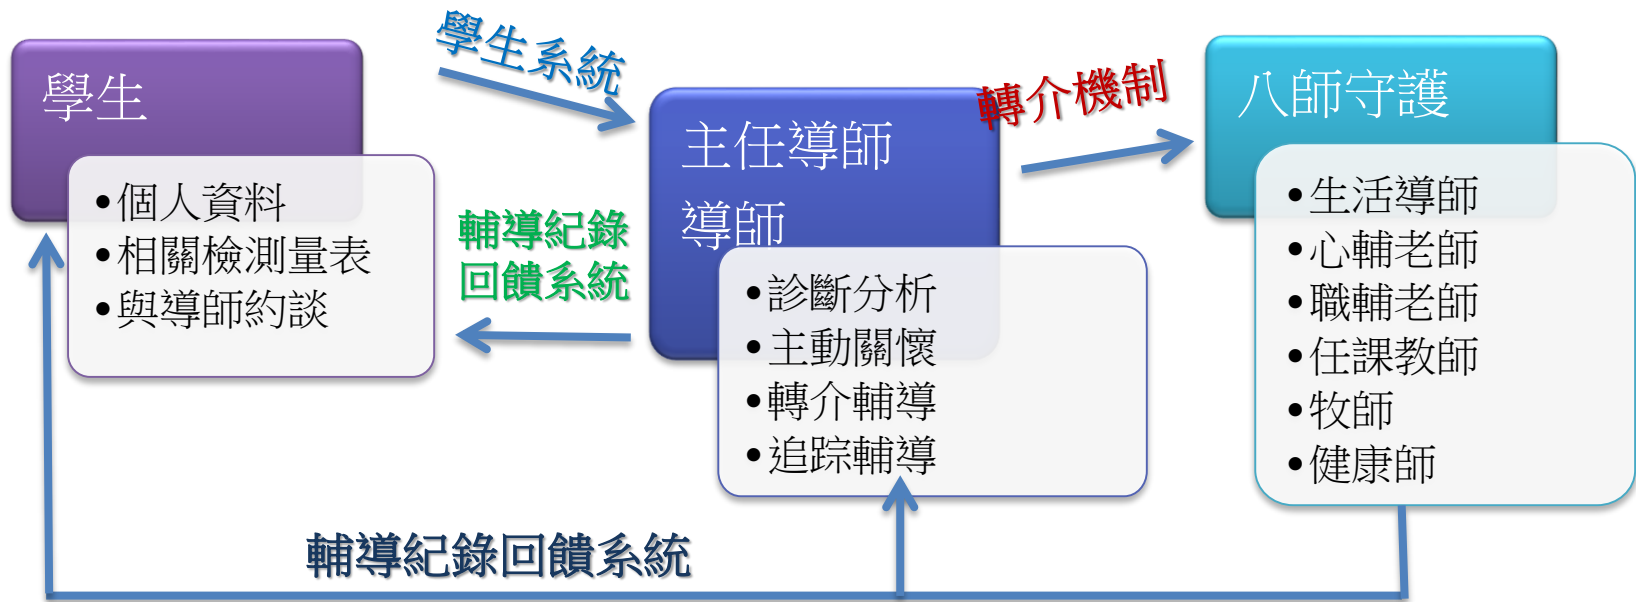 學生
•個人資料
•相關檢測量表
•與導師約談
學生系統
輔導紀錄
回饋系統
主任導師
導師
•診斷分析
•主動關懷
•轉介輔導
•追踪輔導
轉介機制
八師守護
•生活導師
•心輔老師
•職輔老師
•任課教師
•牧師
•健康師
輔導紀錄回饋系統